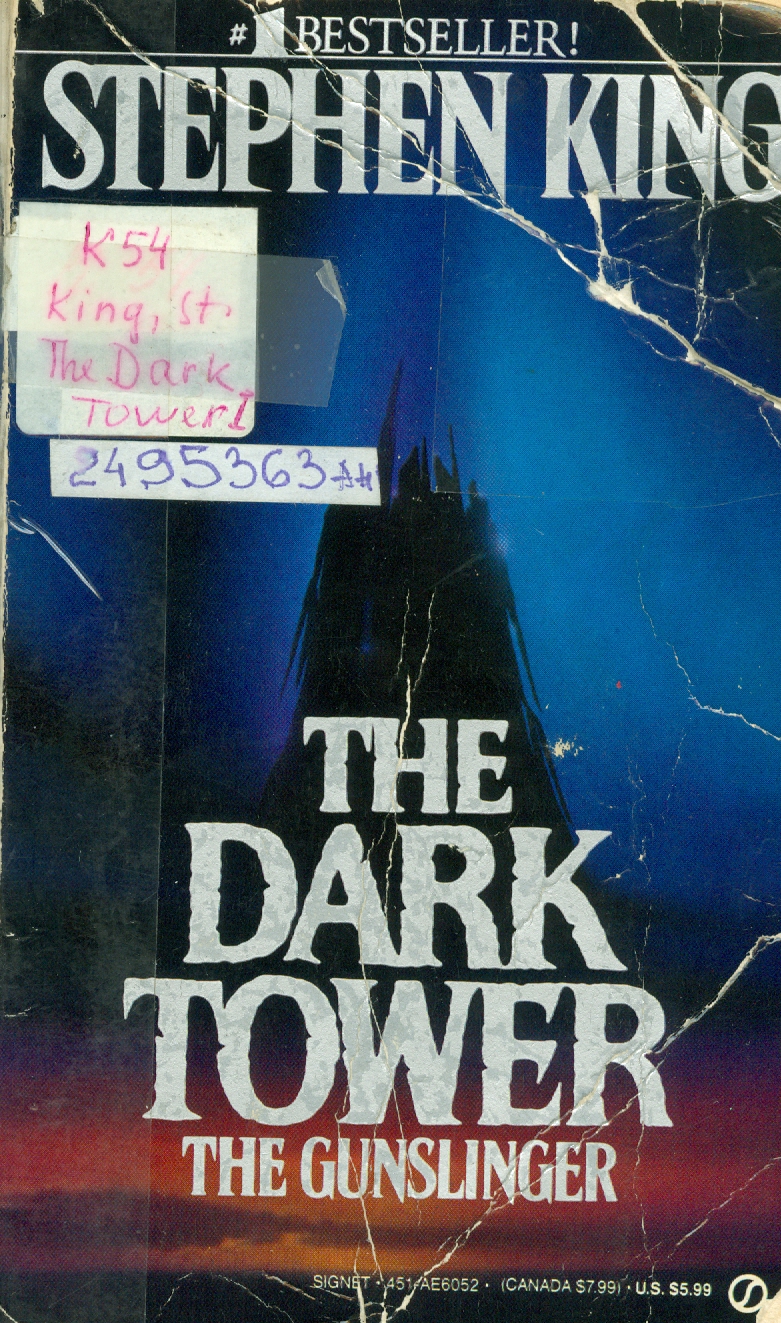 #1 BESTSELLER!
STEPHEN KING
K54
King, St.
The Dark
Tower I
2495363
THE
DARK
TOWER
THE GUNSLINGER
SIGNET • 451-AE6052 • (CANADA $7.99) • U.S. $5.99